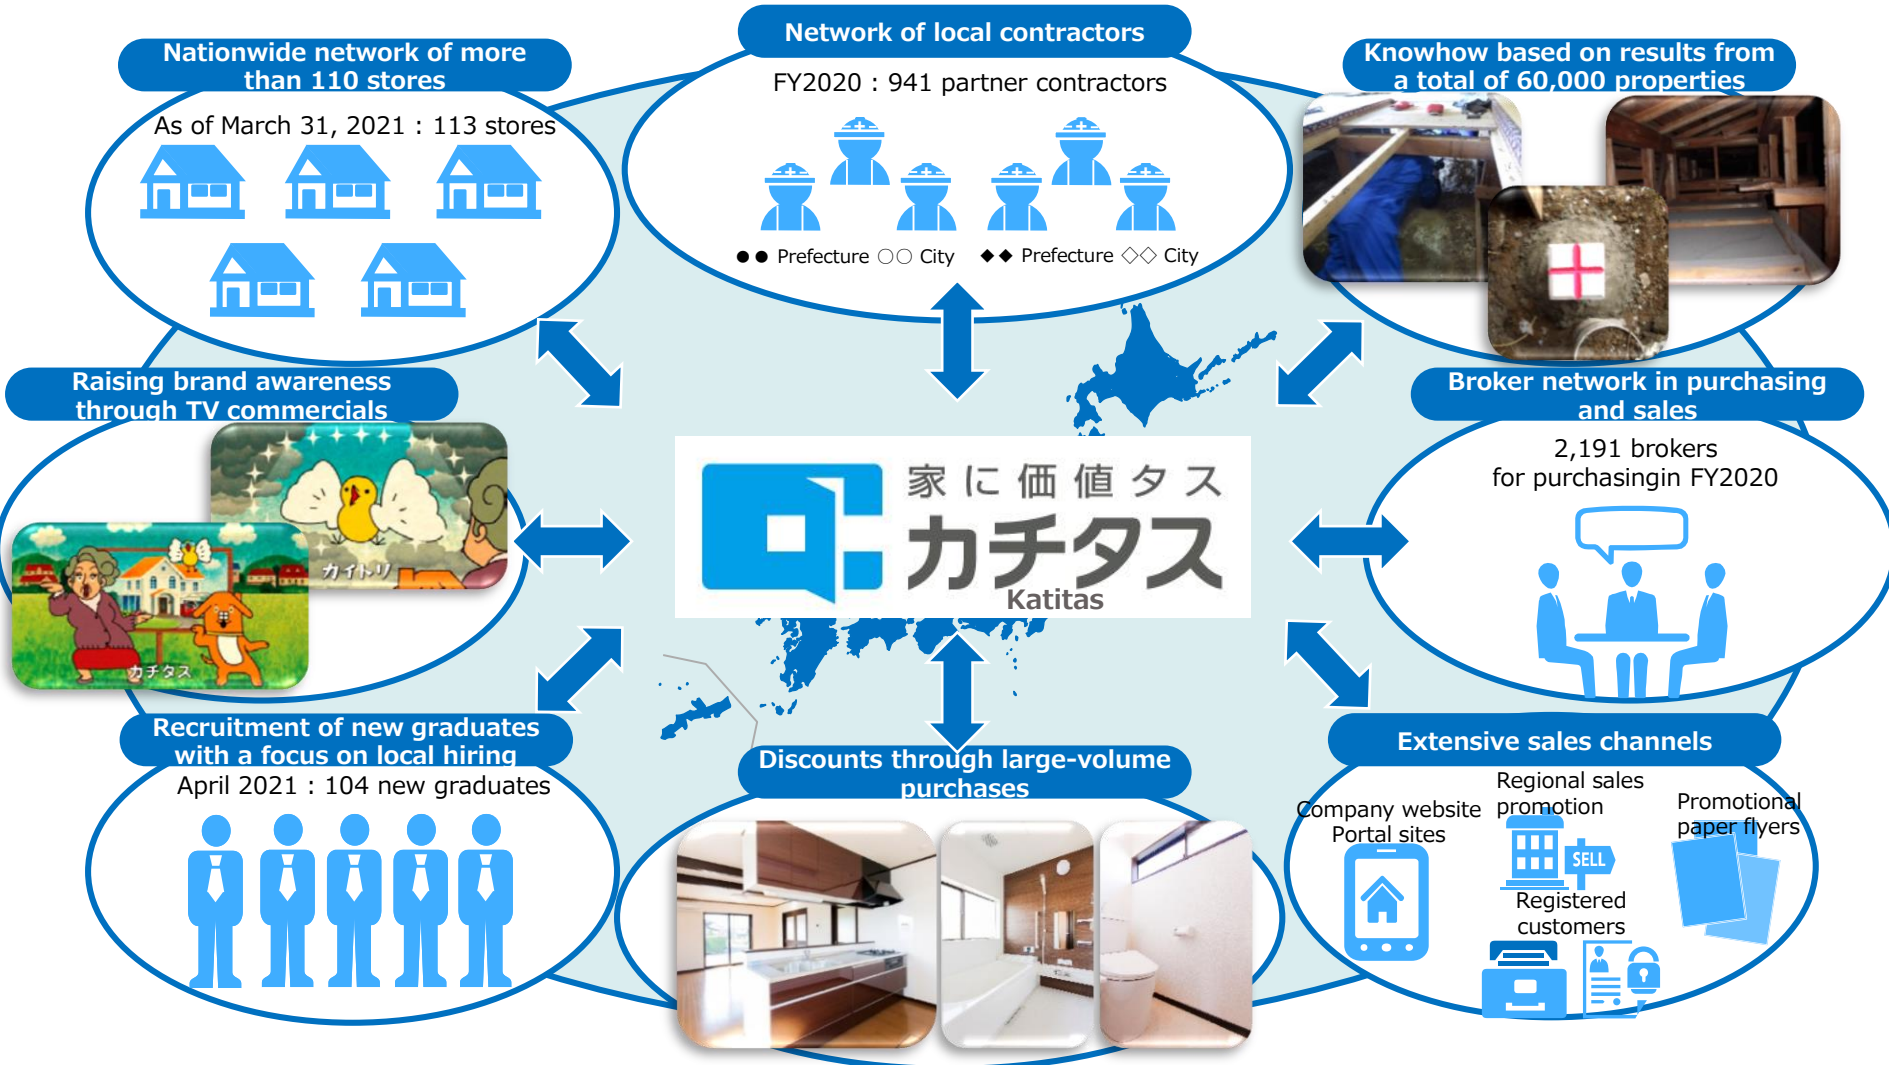 Nationwide network of more
than 110 stores
As of March 31, 2021 : 113 stores
Network of local contractors
FY2020 : 941 partner contractors
●● Prefecture ○○ City
◆◆ Prefecture ◇◇ City
Knowhow based on results from
a total of 60,000 properties
Raising brand awareness
through TV commercials
カイトリ
カチタス
家に価値タス
カチタス
Katitas
Broker network in purchasing
and sales
2,191 brokers
for purchasingin FY2020
Recruitment of new graduates
with a focus on local hiring
April 2021 : 104 new graduates
Discounts through large-volume
purchases
Extensive sales channels
Company website
Portal sites
Regional sales
promotion
SELL
Promotional
paper flyers
Registered
customers